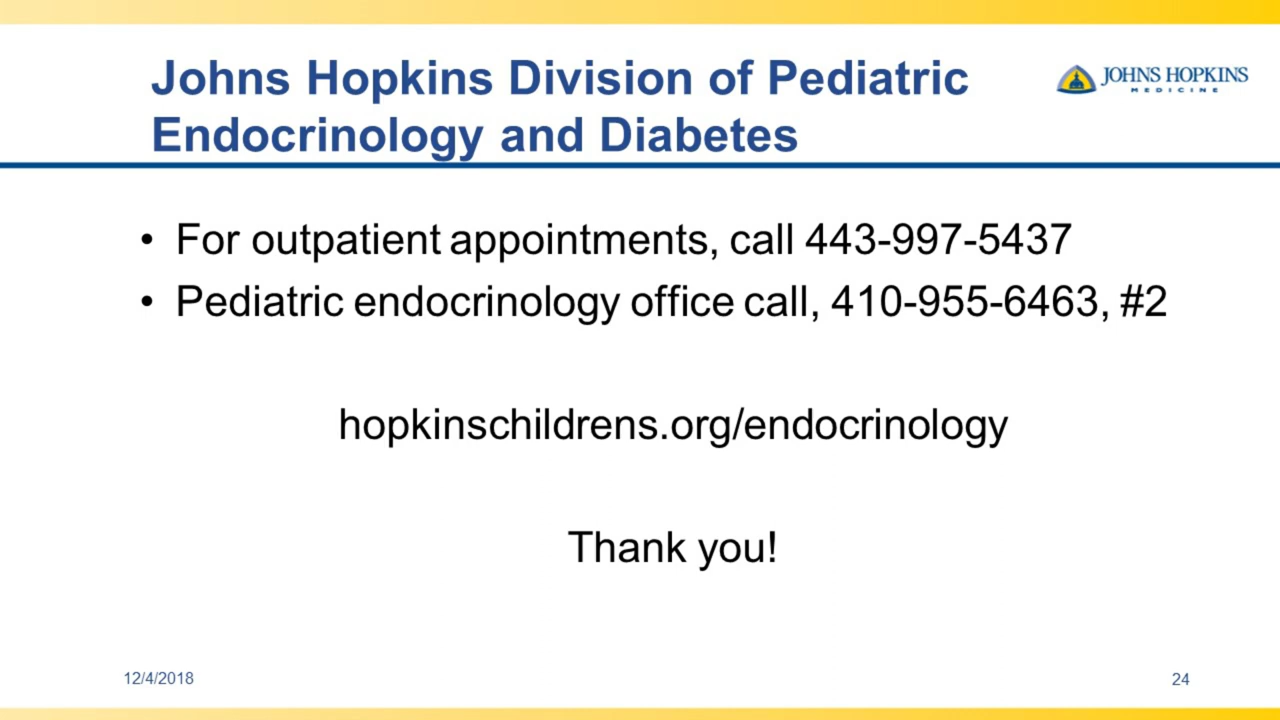 Johns Hopkins Division of Pediatric
Endocrinology and Diabetes
JOHNS HOPKINS
MEDICINE
• For outpatient appointments, call 443-997-5437
• Pediatric endocrinology office call, 410-955-6463, #2
hopkinschildrens.org/endocrinology
Thank you!
12/4/2018
24